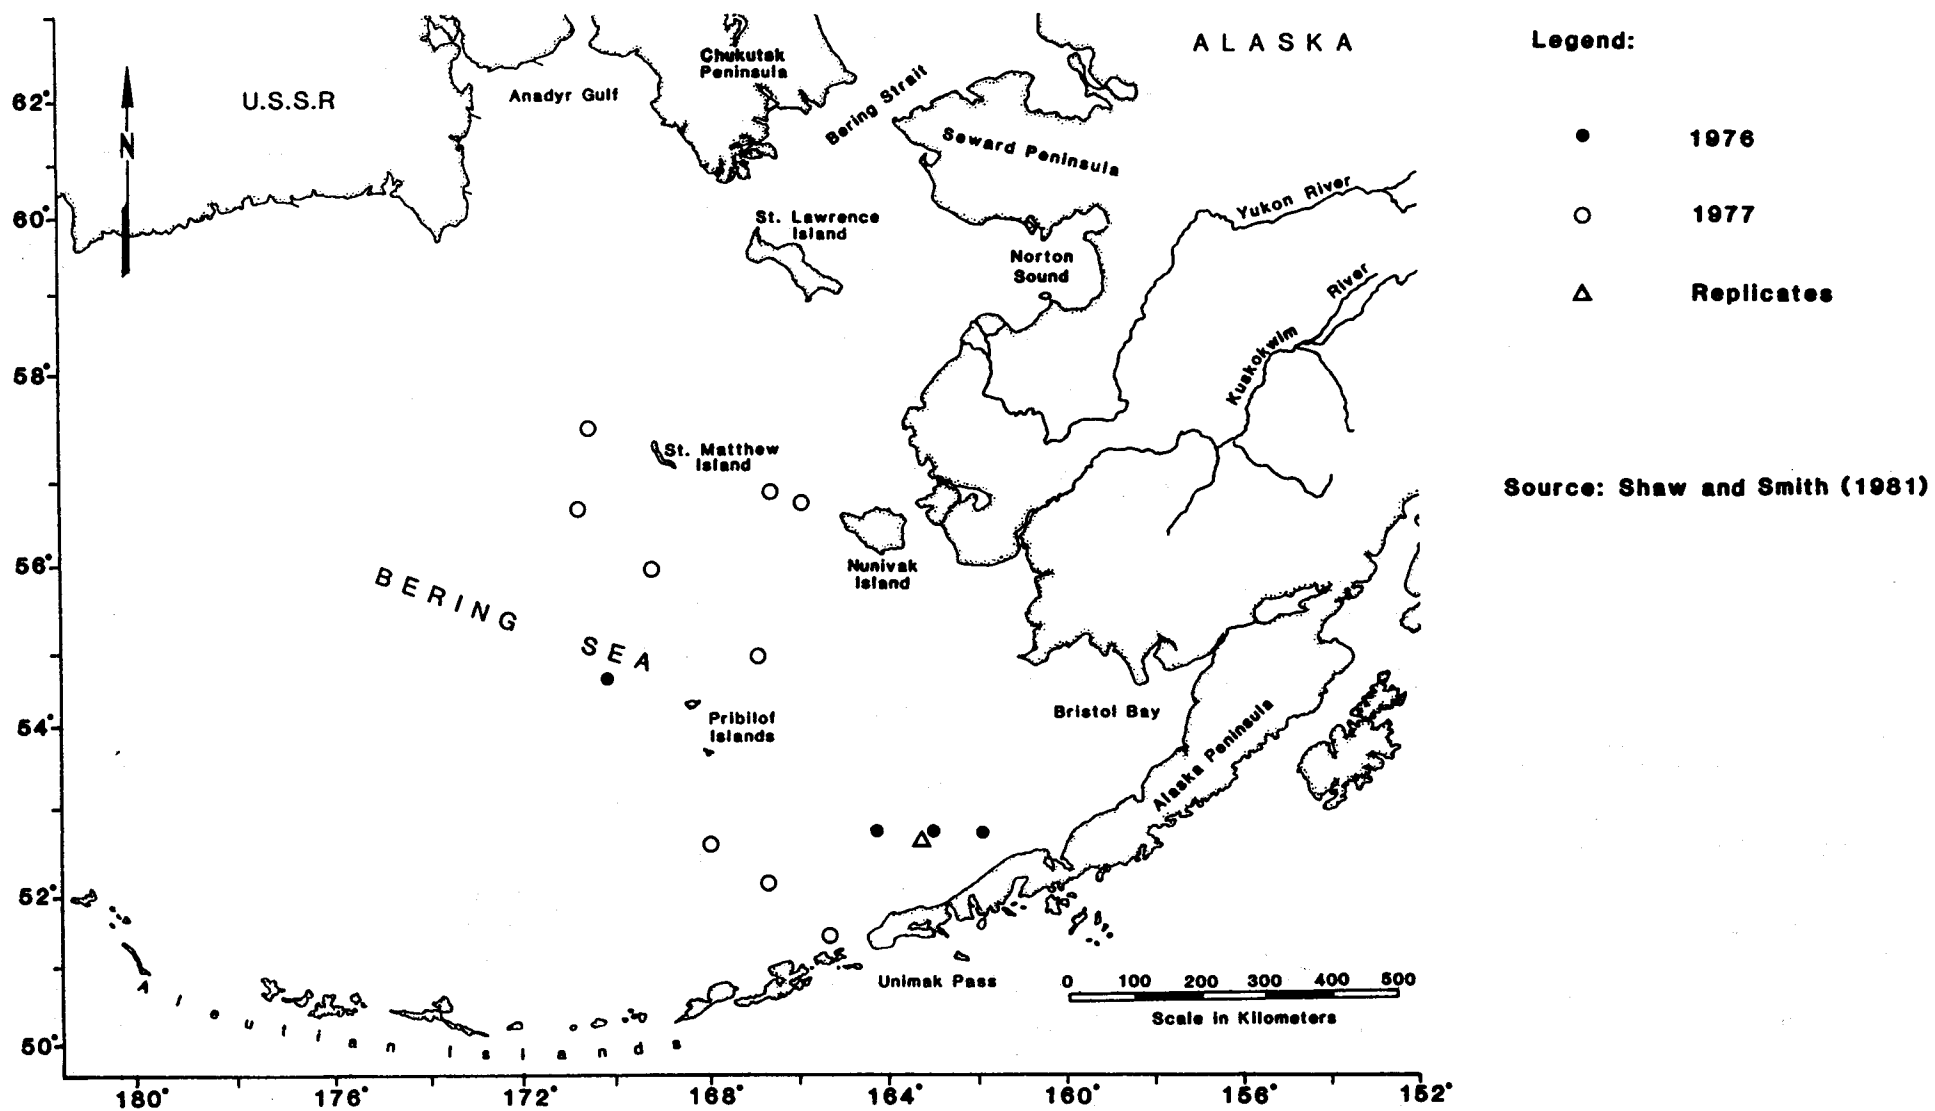 ALASKA
Legend:
Chukutsk
Peninsula
Bering Strait
62°
U.S.S.R
Anadyr Gulf
N
Seward Peninsula
1976
60°
St. Lawrence
Island
Yukon River
1977
Norton
Sound
Kuskokwim River
Replicates
58°
St. Matthew
Island
Source: Shaw and Smith (1981)
56°
Nunivak
Island
BERING SEA
54°
Pribilof
Islands
Bristol Bay
Alaska Peninsula
52°
Unimak Pass
0 100 200 300 400 500
Scale in Kilometers
Aleutian Islands
50°
180° 176° 172° 168° 164° 160° 156° 152°